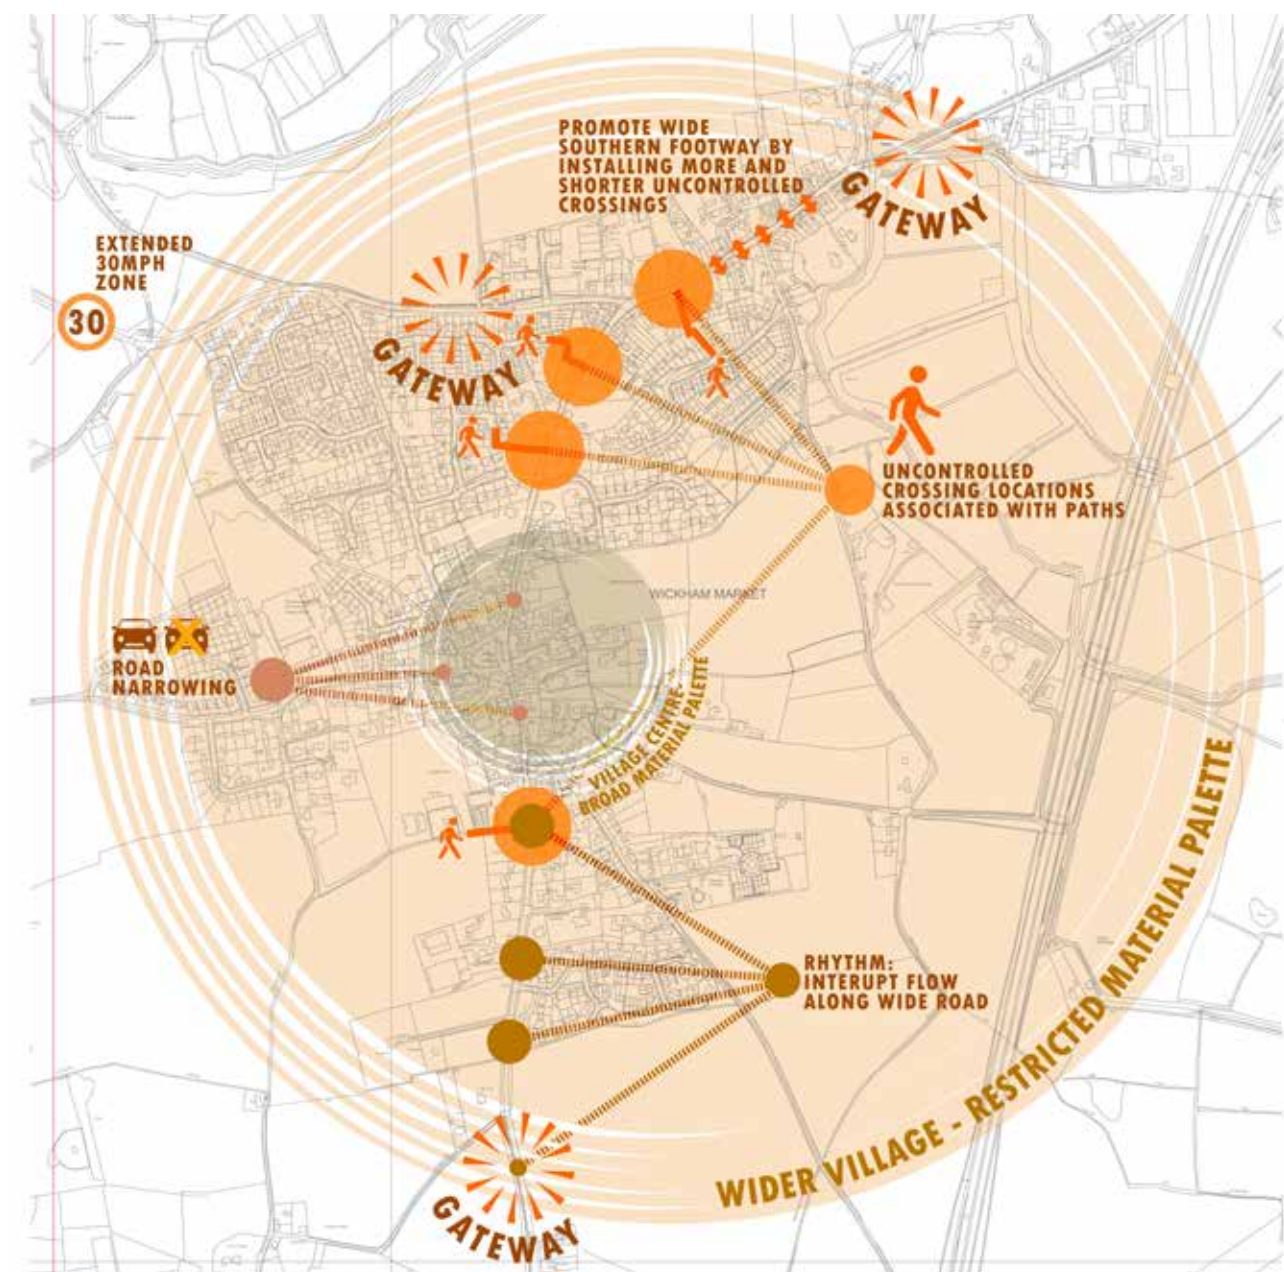 PROMOTE WIDE
SOUTHERN FOOTWAY BY
INSTALLING MORE AND
SHORTER UNCONTROLLED
CROSSINGS
GATEWAY
EXTENDED
30MPH
ZONE
30
GATEWAY
UNCONTROLLED
CROSSING LOCATIONS
ASSOCIATED WITH PATHS
WICKHAM MARKET
ROAD
NARROWING
VILLAGE CENTRE-
BROAD MATERIAL PALETTE
RHYTHM:
INTERUPT FLOW
ALONG WIDE ROAD
WIDER VILLAGE - RESTRICTED MATERIAL PALETTE
GATEWAY